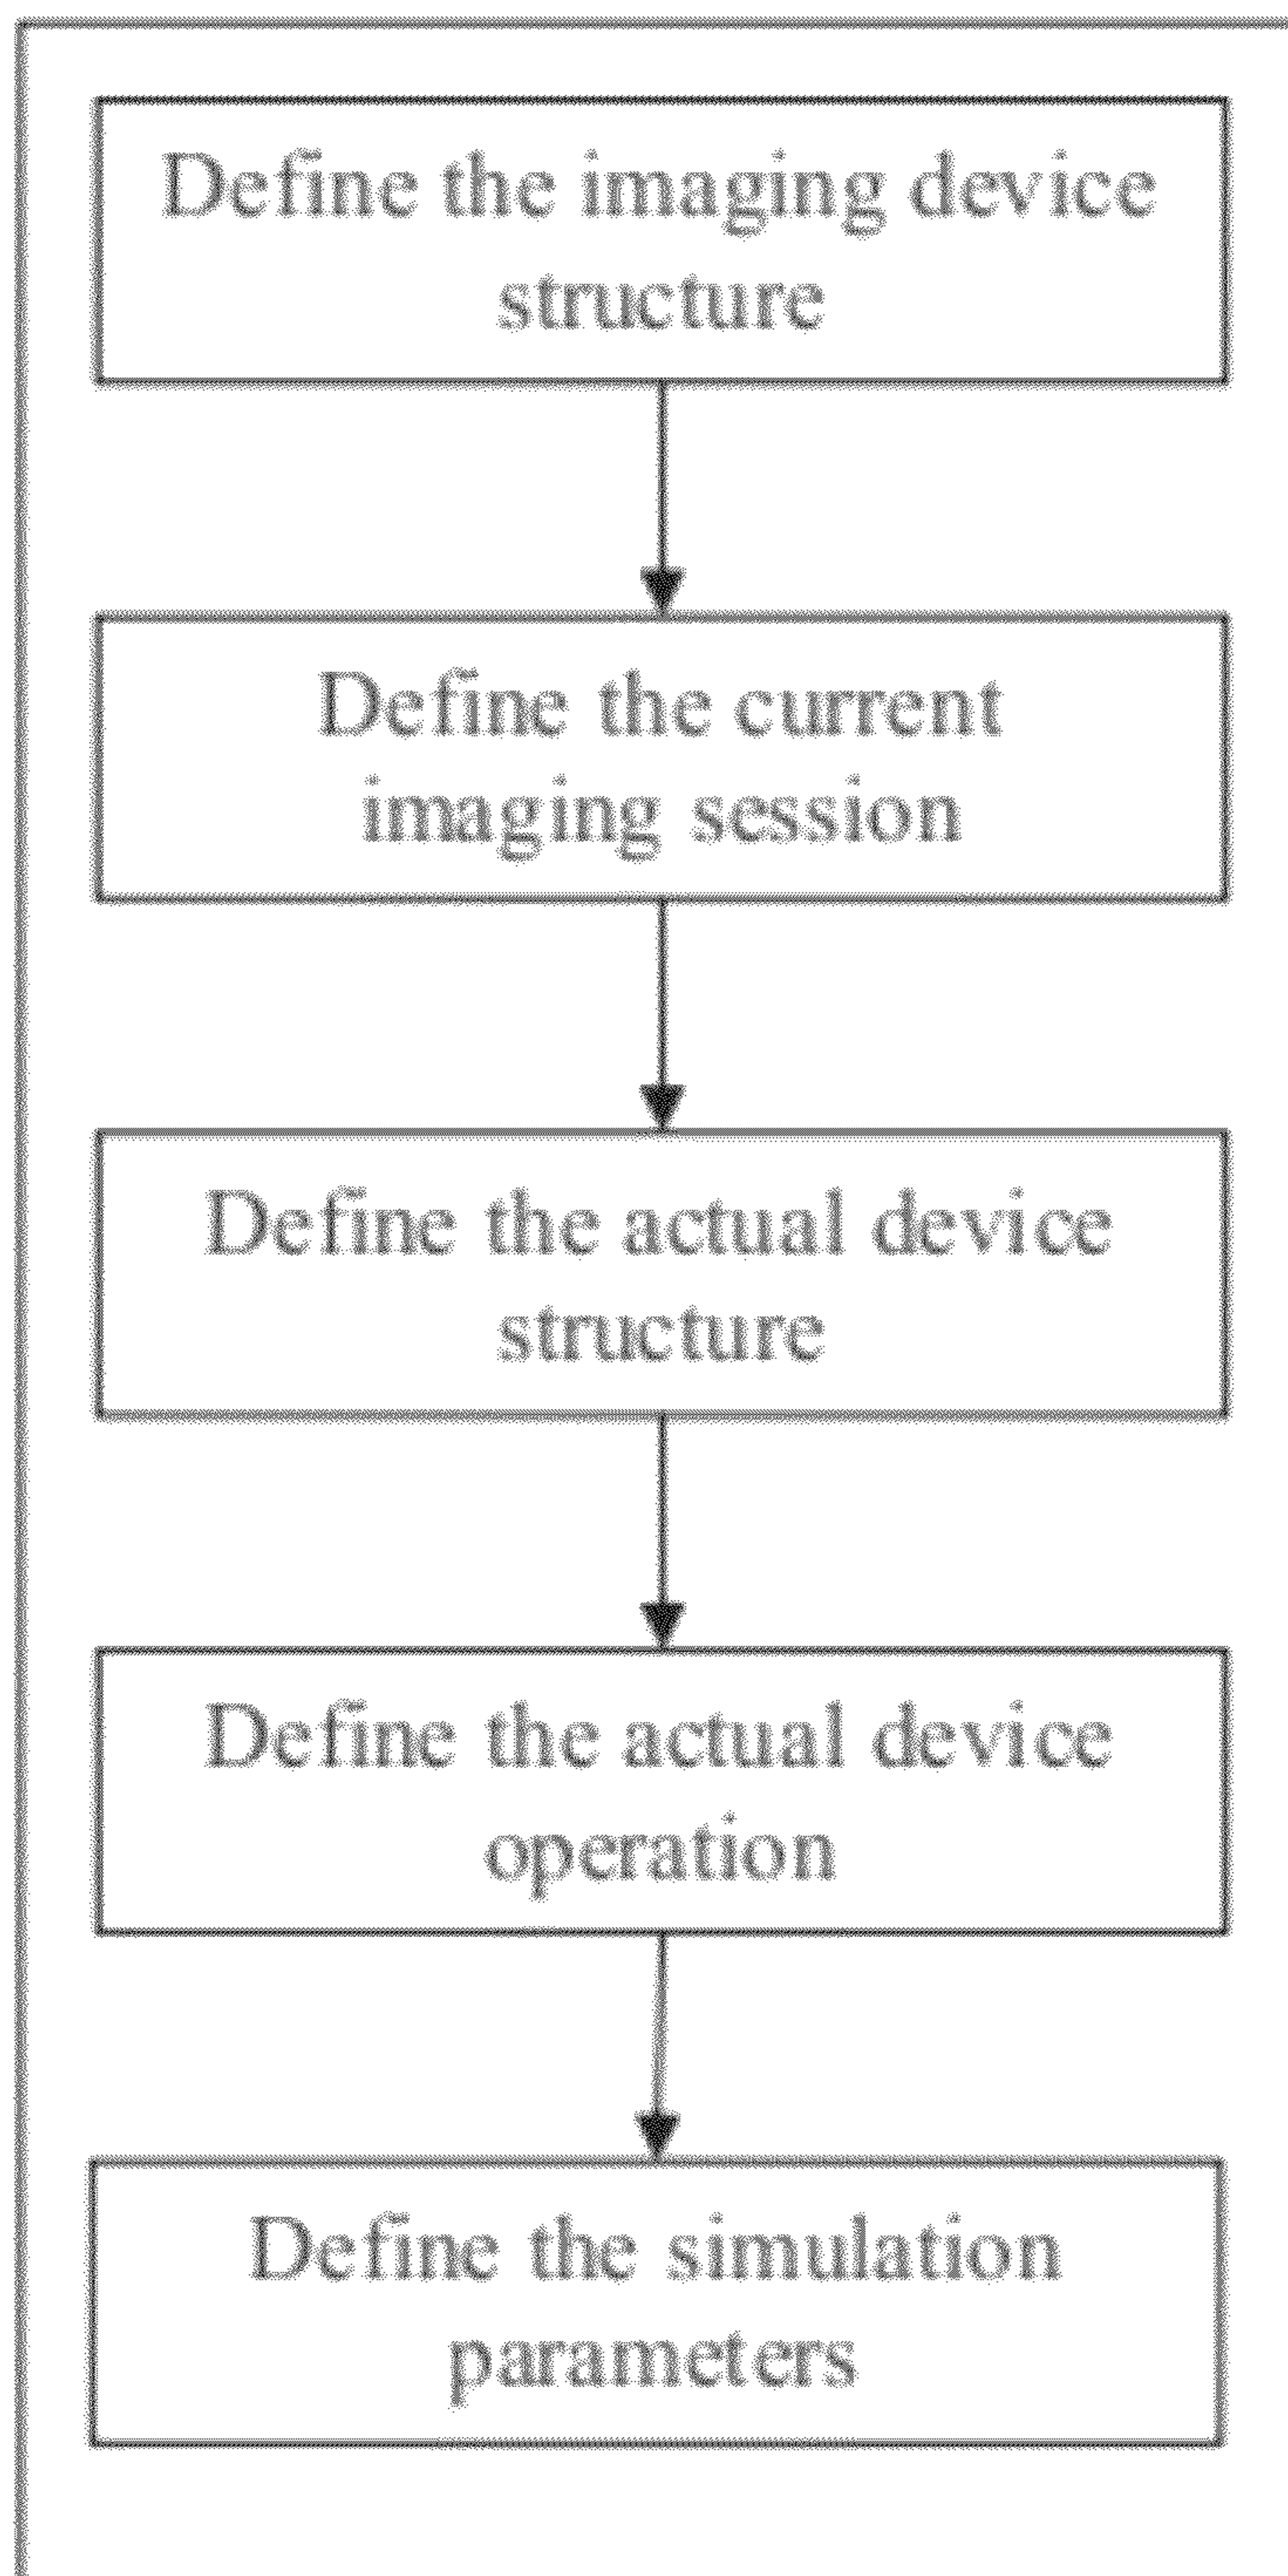 Define the imaging device
structure
Define the current
imaging session
Define the actual device
structure
Define the actual device
operation
Define the simulation
parameters